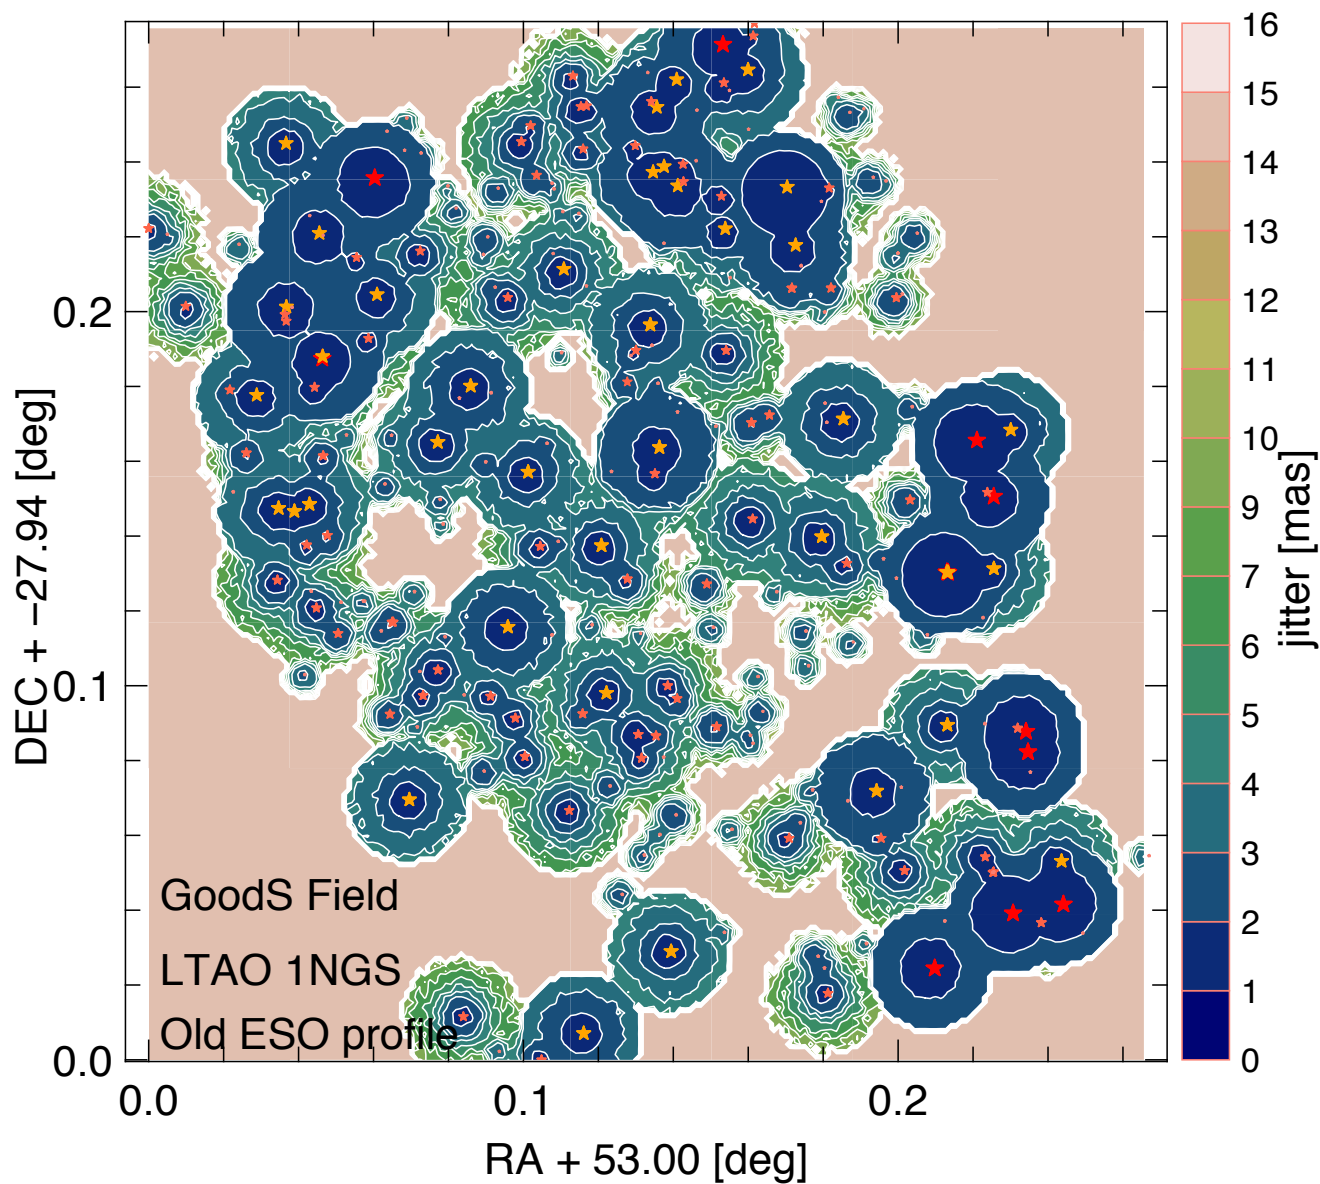 16
15
14
13
12
11
10
9
7
6
5
4
3
2
1
0
jitter [mas]
DEC + −27.94 [deg]
0.2
0.1
0.0
GoodS Field
LTAO 1NGS
Old ESO profile
0.0 0.1 0.2
RA + 53.00 [deg]